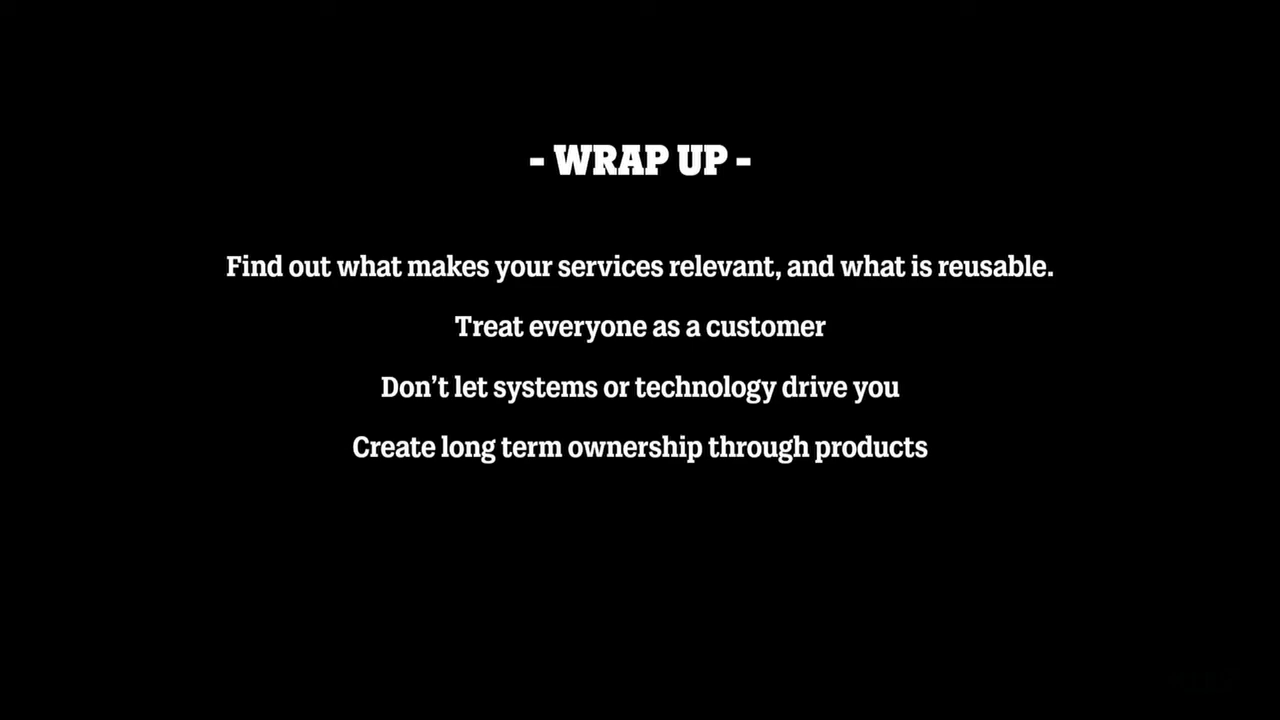 - WRAP UP -
Find out what makes your services relevant, and what is reusable.
Treat everyone as a customer
Don’t let systems or technology drive you
Create long term ownership through products